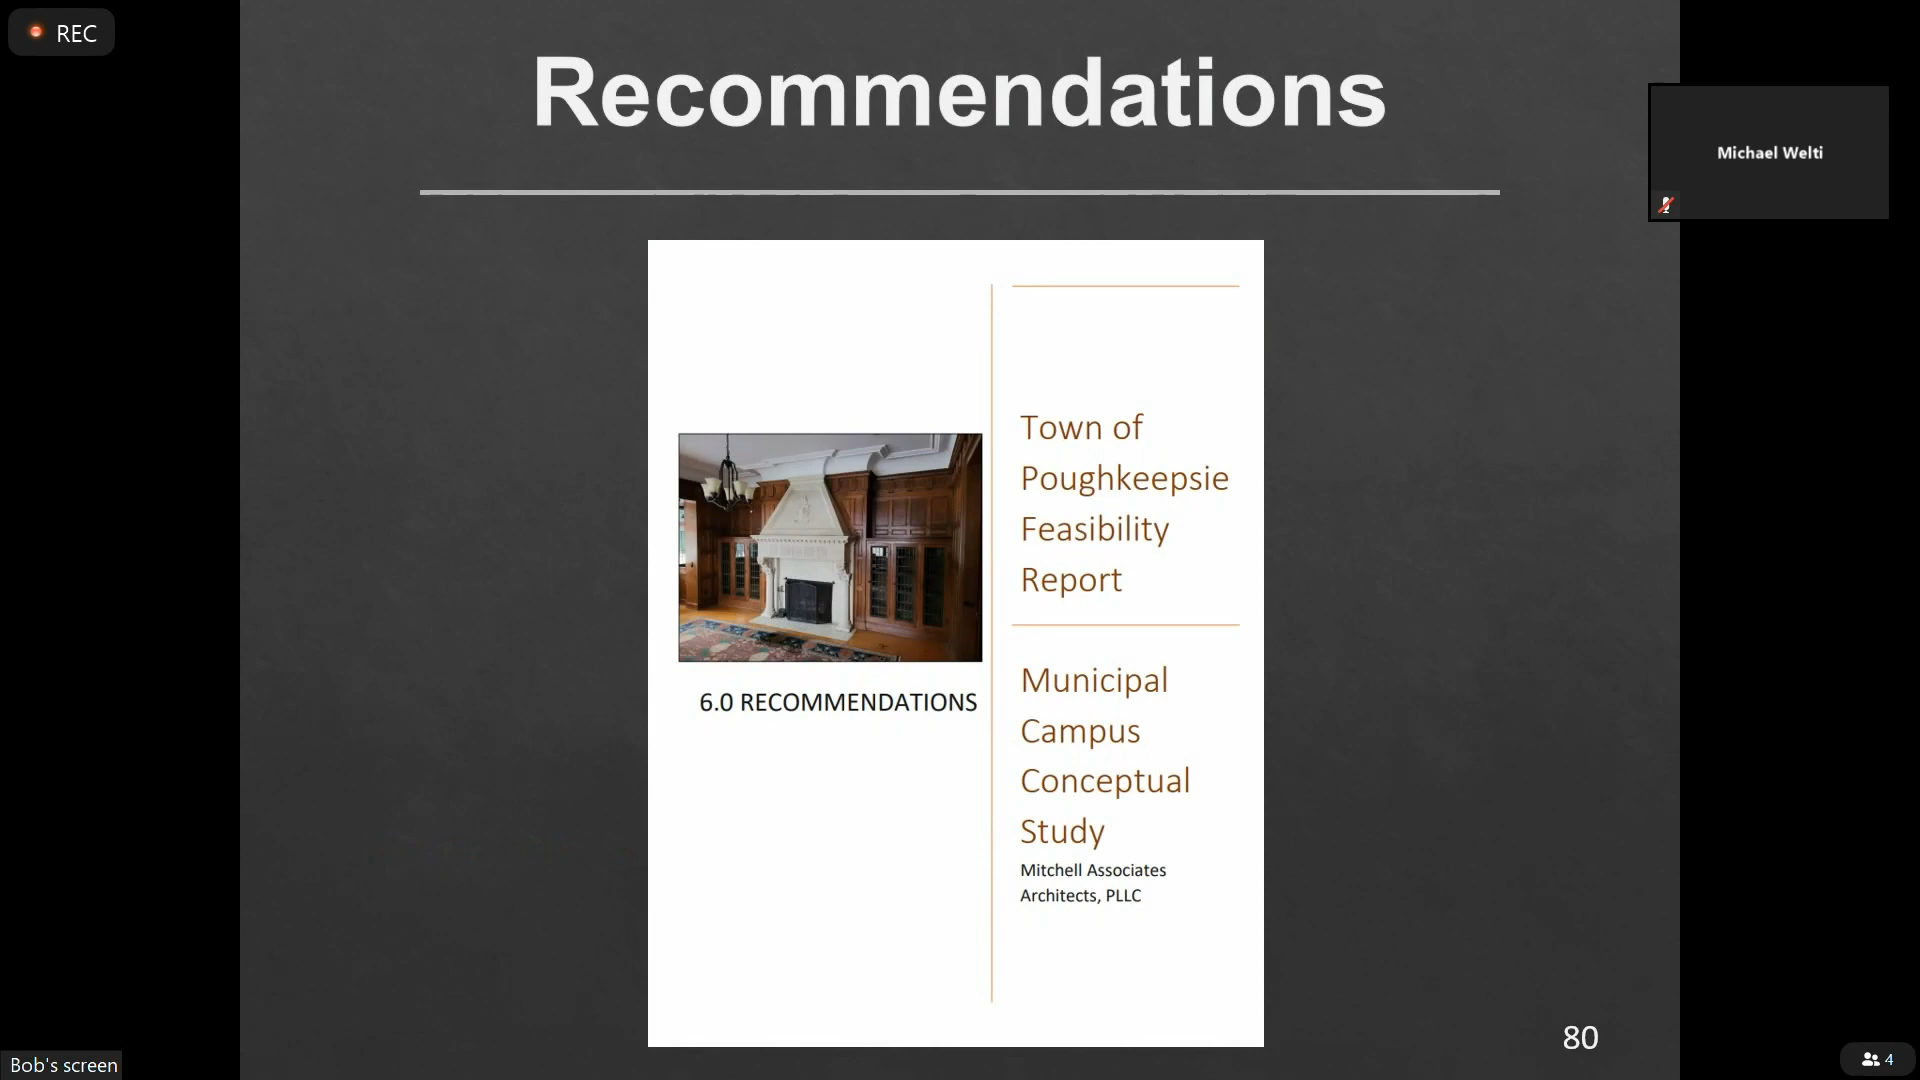 REC
Recommendations
Michael Welti
Town of
Poughkeepsie
Feasibility
Report
6.0 RECOMMENDATIONS
Municipal
Campus
Conceptual
Study
Mitchell Associates
Architects, PLLC
80
Bob's screen
4